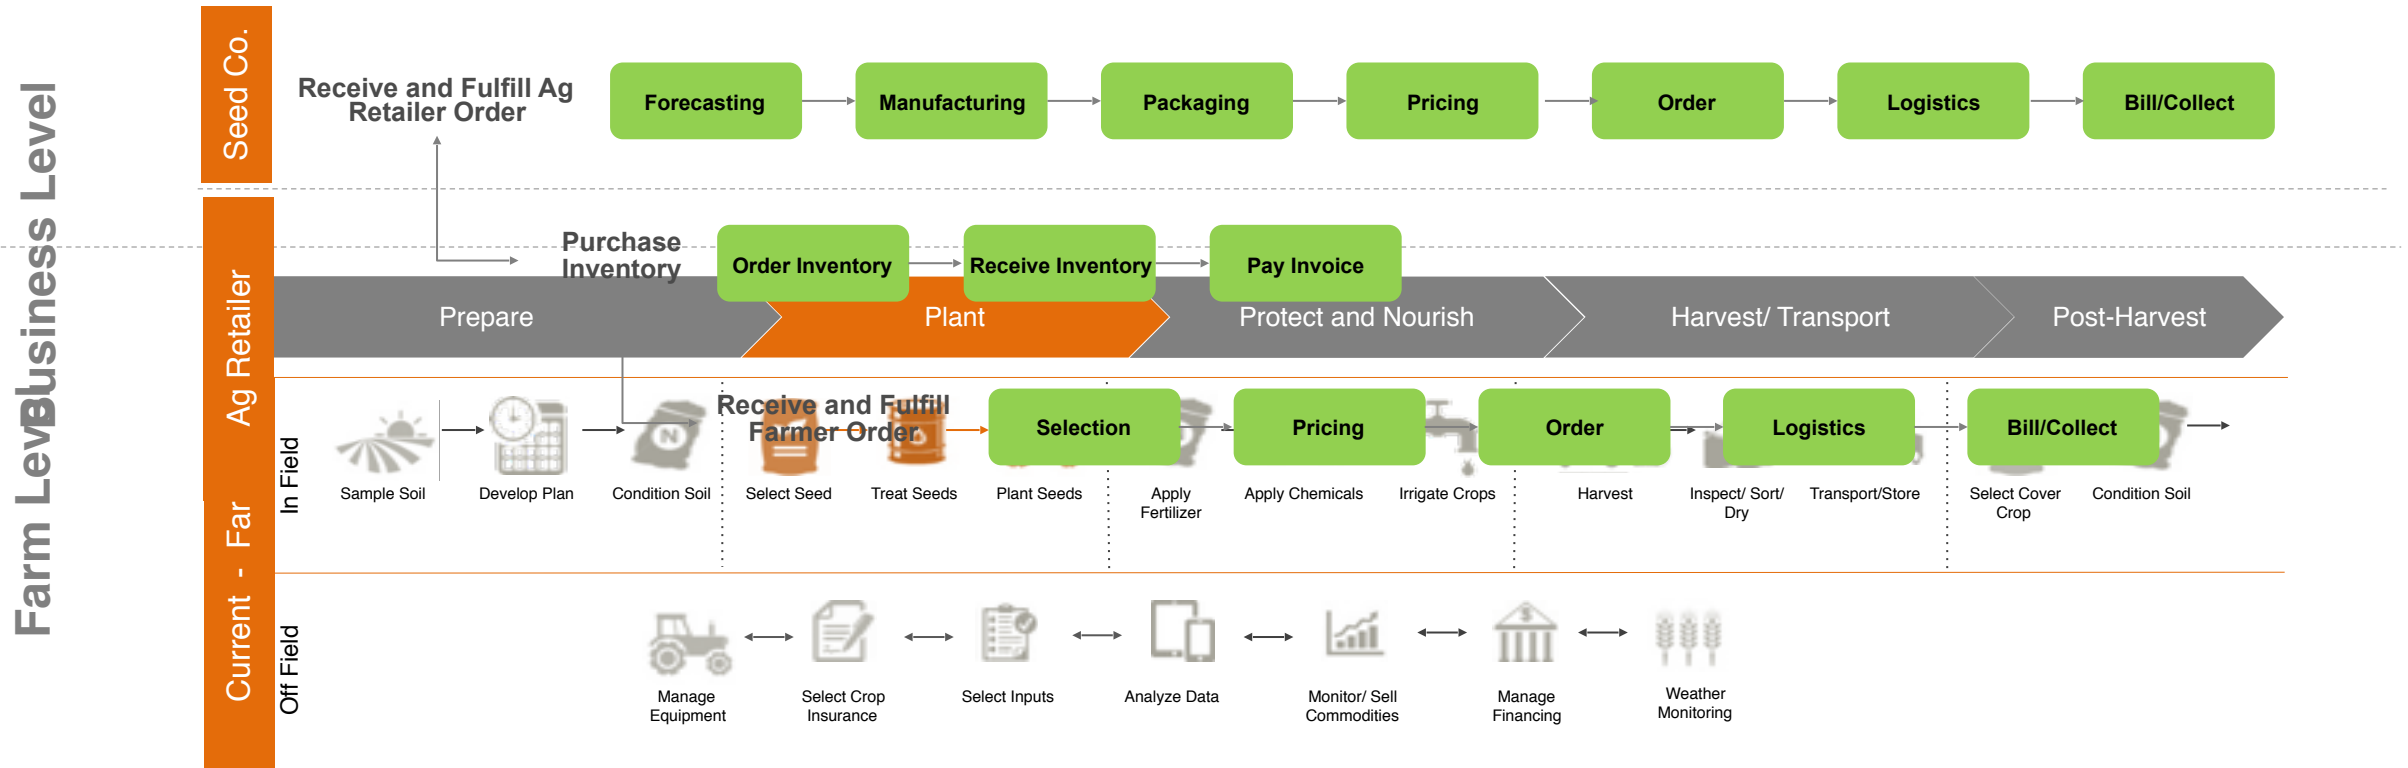 Business Level
Farm Level
Seed Co.
Receive and Fulfill Ag
Retailer Order
Forecasting
Manufacturing
Packaging
Pricing
Order
Logistics
Bill/Collect
Ag Retailer
Purchase
Inventory
Order Inventory
Receive Inventory
Pay Invoice
Prepare
Plant
Protect and Nourish
Harvest/ Transport
Post-Harvest
Receive and Fulfill
Farmer Order
Selection
Pricing
Order
Logistics
Bill/Collect
Current - Far
In Field
N
Sample Soil
Develop Plan
Condition Soil
Select Seed
Treat Seeds
Plant Seeds
Apply
Fertilizer
Apply Chemicals
Irrigate Crops
Harvest
Inspect/ Sort/
Dry
Transport/Store
Select Cover
Crop
Condition Soil
Off Field
$
Manage
Equipment
Select Crop
Insurance
Select Inputs
Analyze Data
Monitor/ Sell
Commodities
Manage
Financing
Weather
Monitoring